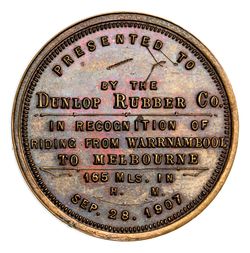 PRESENTED TO
BY THE
DUNLOP RUBBER CO.
IN RECOGNITION OF
RIDING FROM WARRNAMBOOL
TO MELBOURNE
165 MLS. IN
H. M.
SEP. 28. 1907